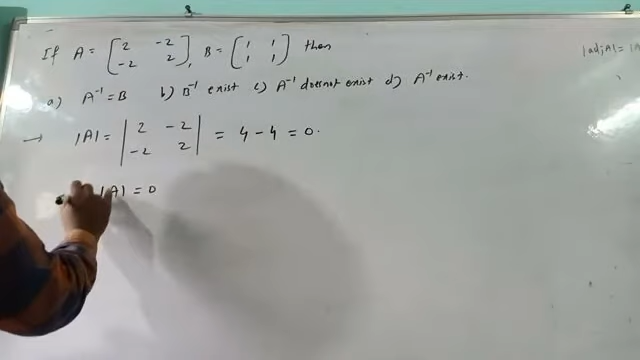 If A = [2 -2 -2 2], B = [1 1 1 1] then |adjA| = |A
a) A⁻¹ = B b) B⁻¹ exist c) A⁻¹ doesnot exist d) A⁻¹ exist.
→ |A| = |2 -2 -2 2| = 4 - 4 = 0.
|A| = 0